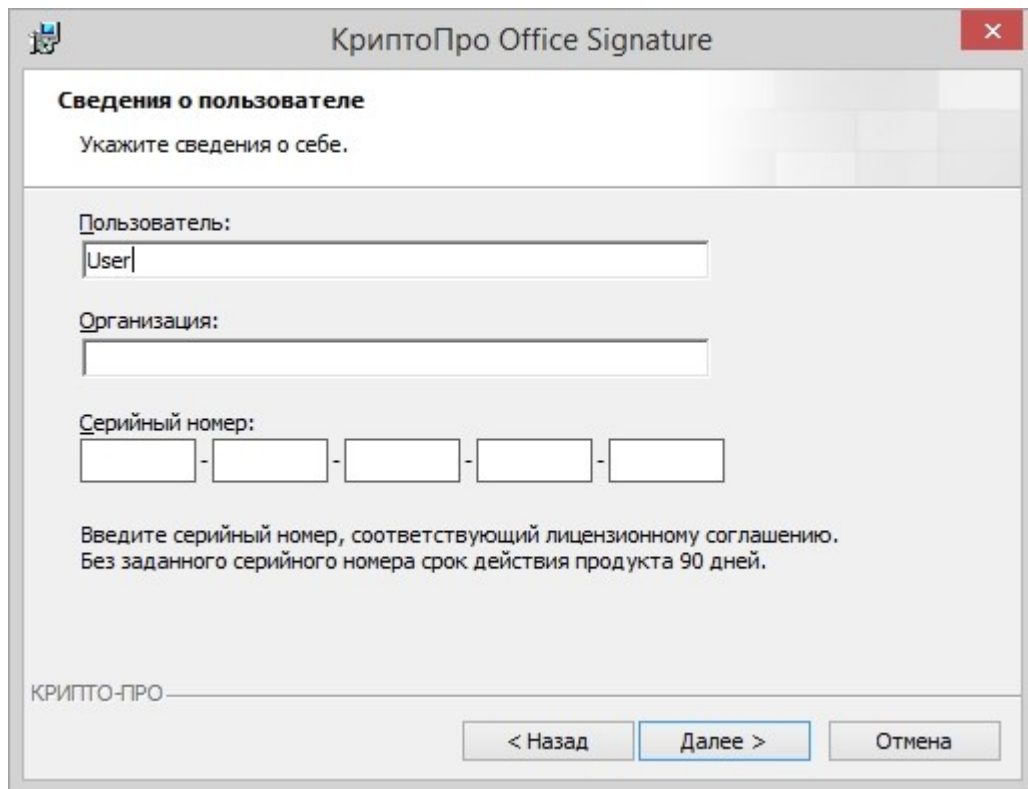 КриптоПро Office Signature
Сведения о пользователе
Укажите сведения о себе.
Пользователь:
User
Организация:
Серийный номер:
- - - -
Введите серийный номер, соответствующий лицензионному соглашению.
Без заданного серийного номера срок действия продукта 90 дней.
КРИПТО-ПРО
< Назад Далее > Отмена